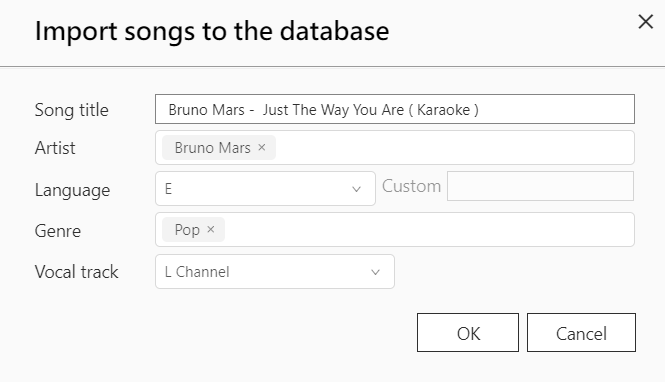 Import songs to the database
Song title Bruno Mars -  Just The Way You Are ( Karaoke )
Artist Bruno Mars ×
Language E Custom
Genre Pop ×
Vocal track L Channel
OK Cancel